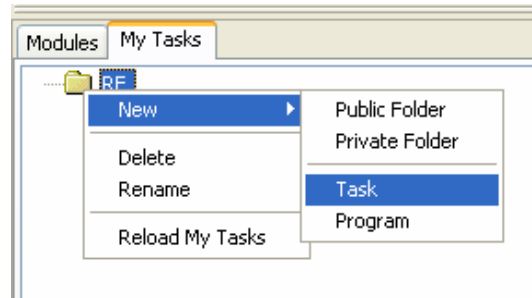 Modules My Tasks
RE
New
Delete
Rename
Reload My Tasks
Public Folder
Private Folder
Task
Program